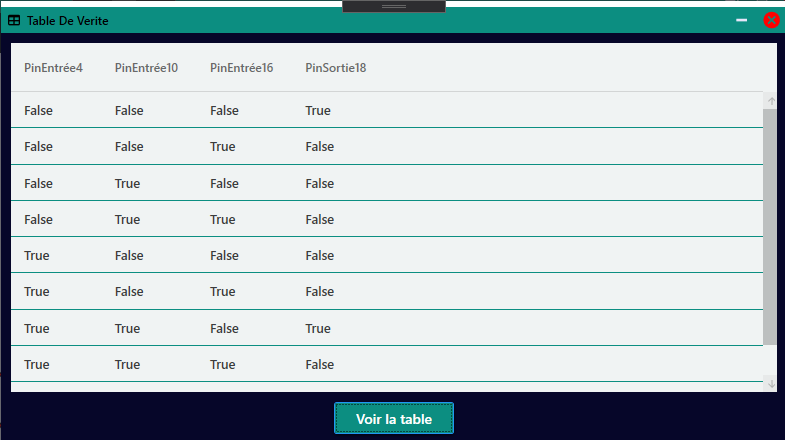 Table De Verite
PinEntrée4 PinEntrée10 PinEntrée16 PinSortie18
False False False True
False False True False
False True False False
False True True False
True False False False
True False True False
True True False True
True True True False
Voir la table